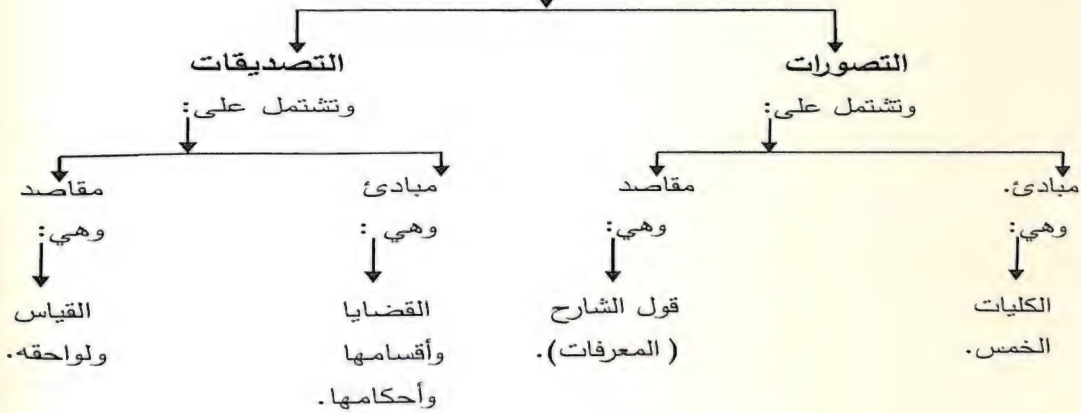 التصورات
التصديقات
وتشتمل على:
وتشتمل على:
مبادئ.
مقاصد
مبادئ
مقاصد
وهي:
وهي:
وهي :
وهي:
الكليات
قول الشارح
القضايا
القياس
الخمس.
( المعرفات).
وأقسامها
ولواحقه.
وأحكامها.